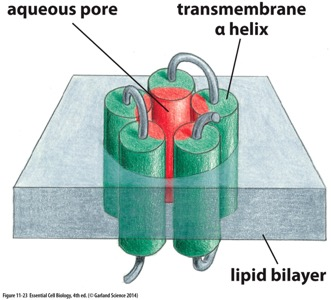 aqueous pore
transmembrane
α helix
lipid bilayer
Figure 11-23 Essential Cell Biology, 4th ed. (© Garland Science 2014)